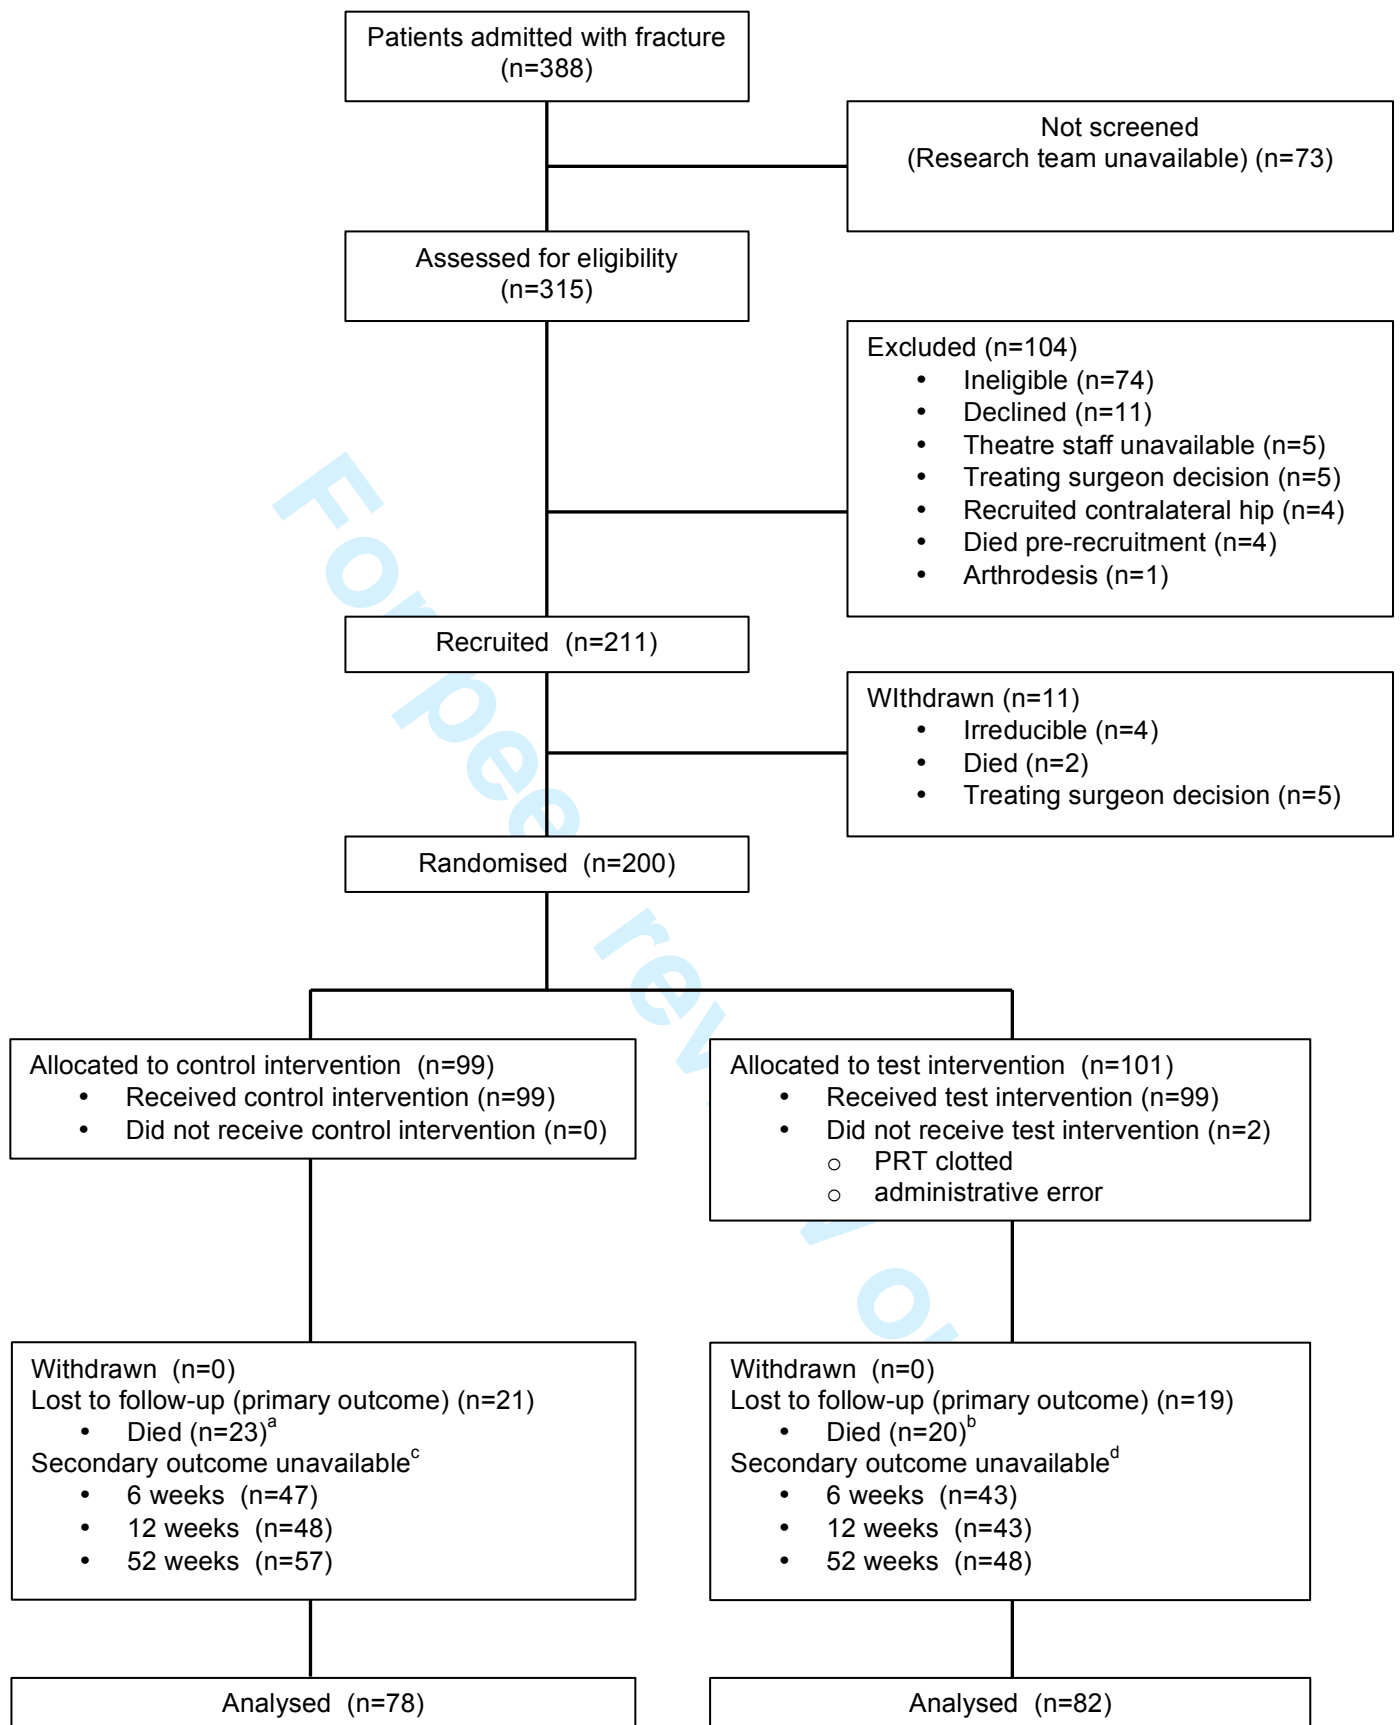 Patients admitted with fracture
(n=388)
Not screened
(Research team unavailable) (n=73)
Assessed for eligibility
(n=315)
Excluded (n=104)
• Ineligible (n=74)
• Declined (n=11)
• Theatre staff unavailable (n=5)
• Treating surgeon decision (n=5)
• Recruited contralateral hip (n=4)
• Died pre-recruitment (n=4)
• Arthrodesis (n=1)
Recruited (n=211)
WIthdrawn (n=11)
• Irreducible (n=4)
• Died (n=2)
• Treating surgeon decision (n=5)
Randomised (n=200)
Allocated to control intervention (n=99)
• Received control intervention (n=99)
• Did not receive control intervention (n=0)
Allocated to test intervention (n=101)
• Received test intervention (n=99)
• Did not receive test intervention (n=2)
o PRT clotted
o administrative error
Withdrawn (n=0)
Lost to follow-up (primary outcome) (n=21)
• Died (n=23)a
Secondary outcome unavailablec
• 6 weeks (n=47)
• 12 weeks (n=48)
• 52 weeks (n=57)
Withdrawn (n=0)
Lost to follow-up (primary outcome) (n=19)
• Died (n=20)b
Secondary outcome unavailabled
• 6 weeks (n=43)
• 12 weeks (n=43)
• 52 weeks (n=48)
Analysed (n=78)
Analysed (n=82)
For pee rev